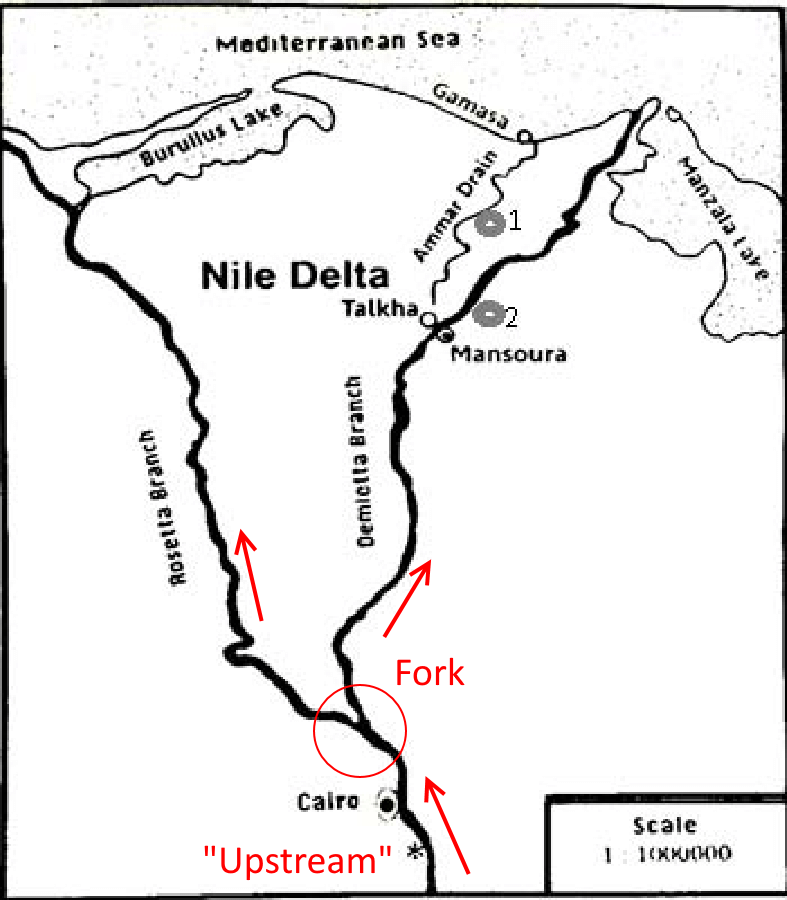 Mediterranean Sea
Gamasa
Burullus Lake
Ammar Drain
Manzala Lake
1
Nile Delta
Talkha
2
Mansoura
Rosetta Branch
Demietta Branch
Fork
Cairo
"Upstream" *
Scale
1 : 1000000